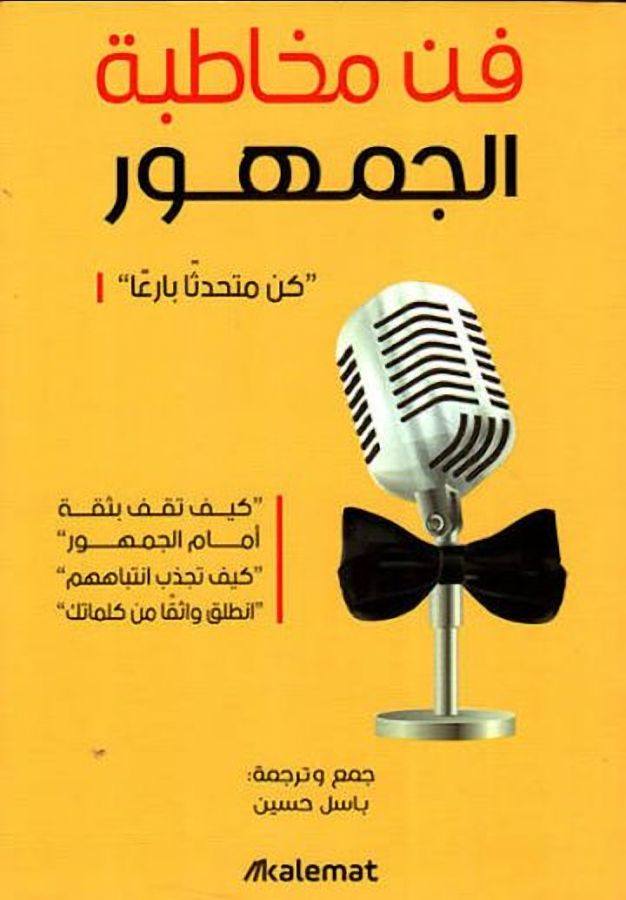 فن مخاطبة
الجمهور
"كن متحدثًا بارعًا"
"كيف تقف بثقة
أمام الجمهور"
"كيف تجذب انتباههم"
"انطلق واثقًا من كلماتك"
جمع وترجمة:
باسل حسين
kalemat